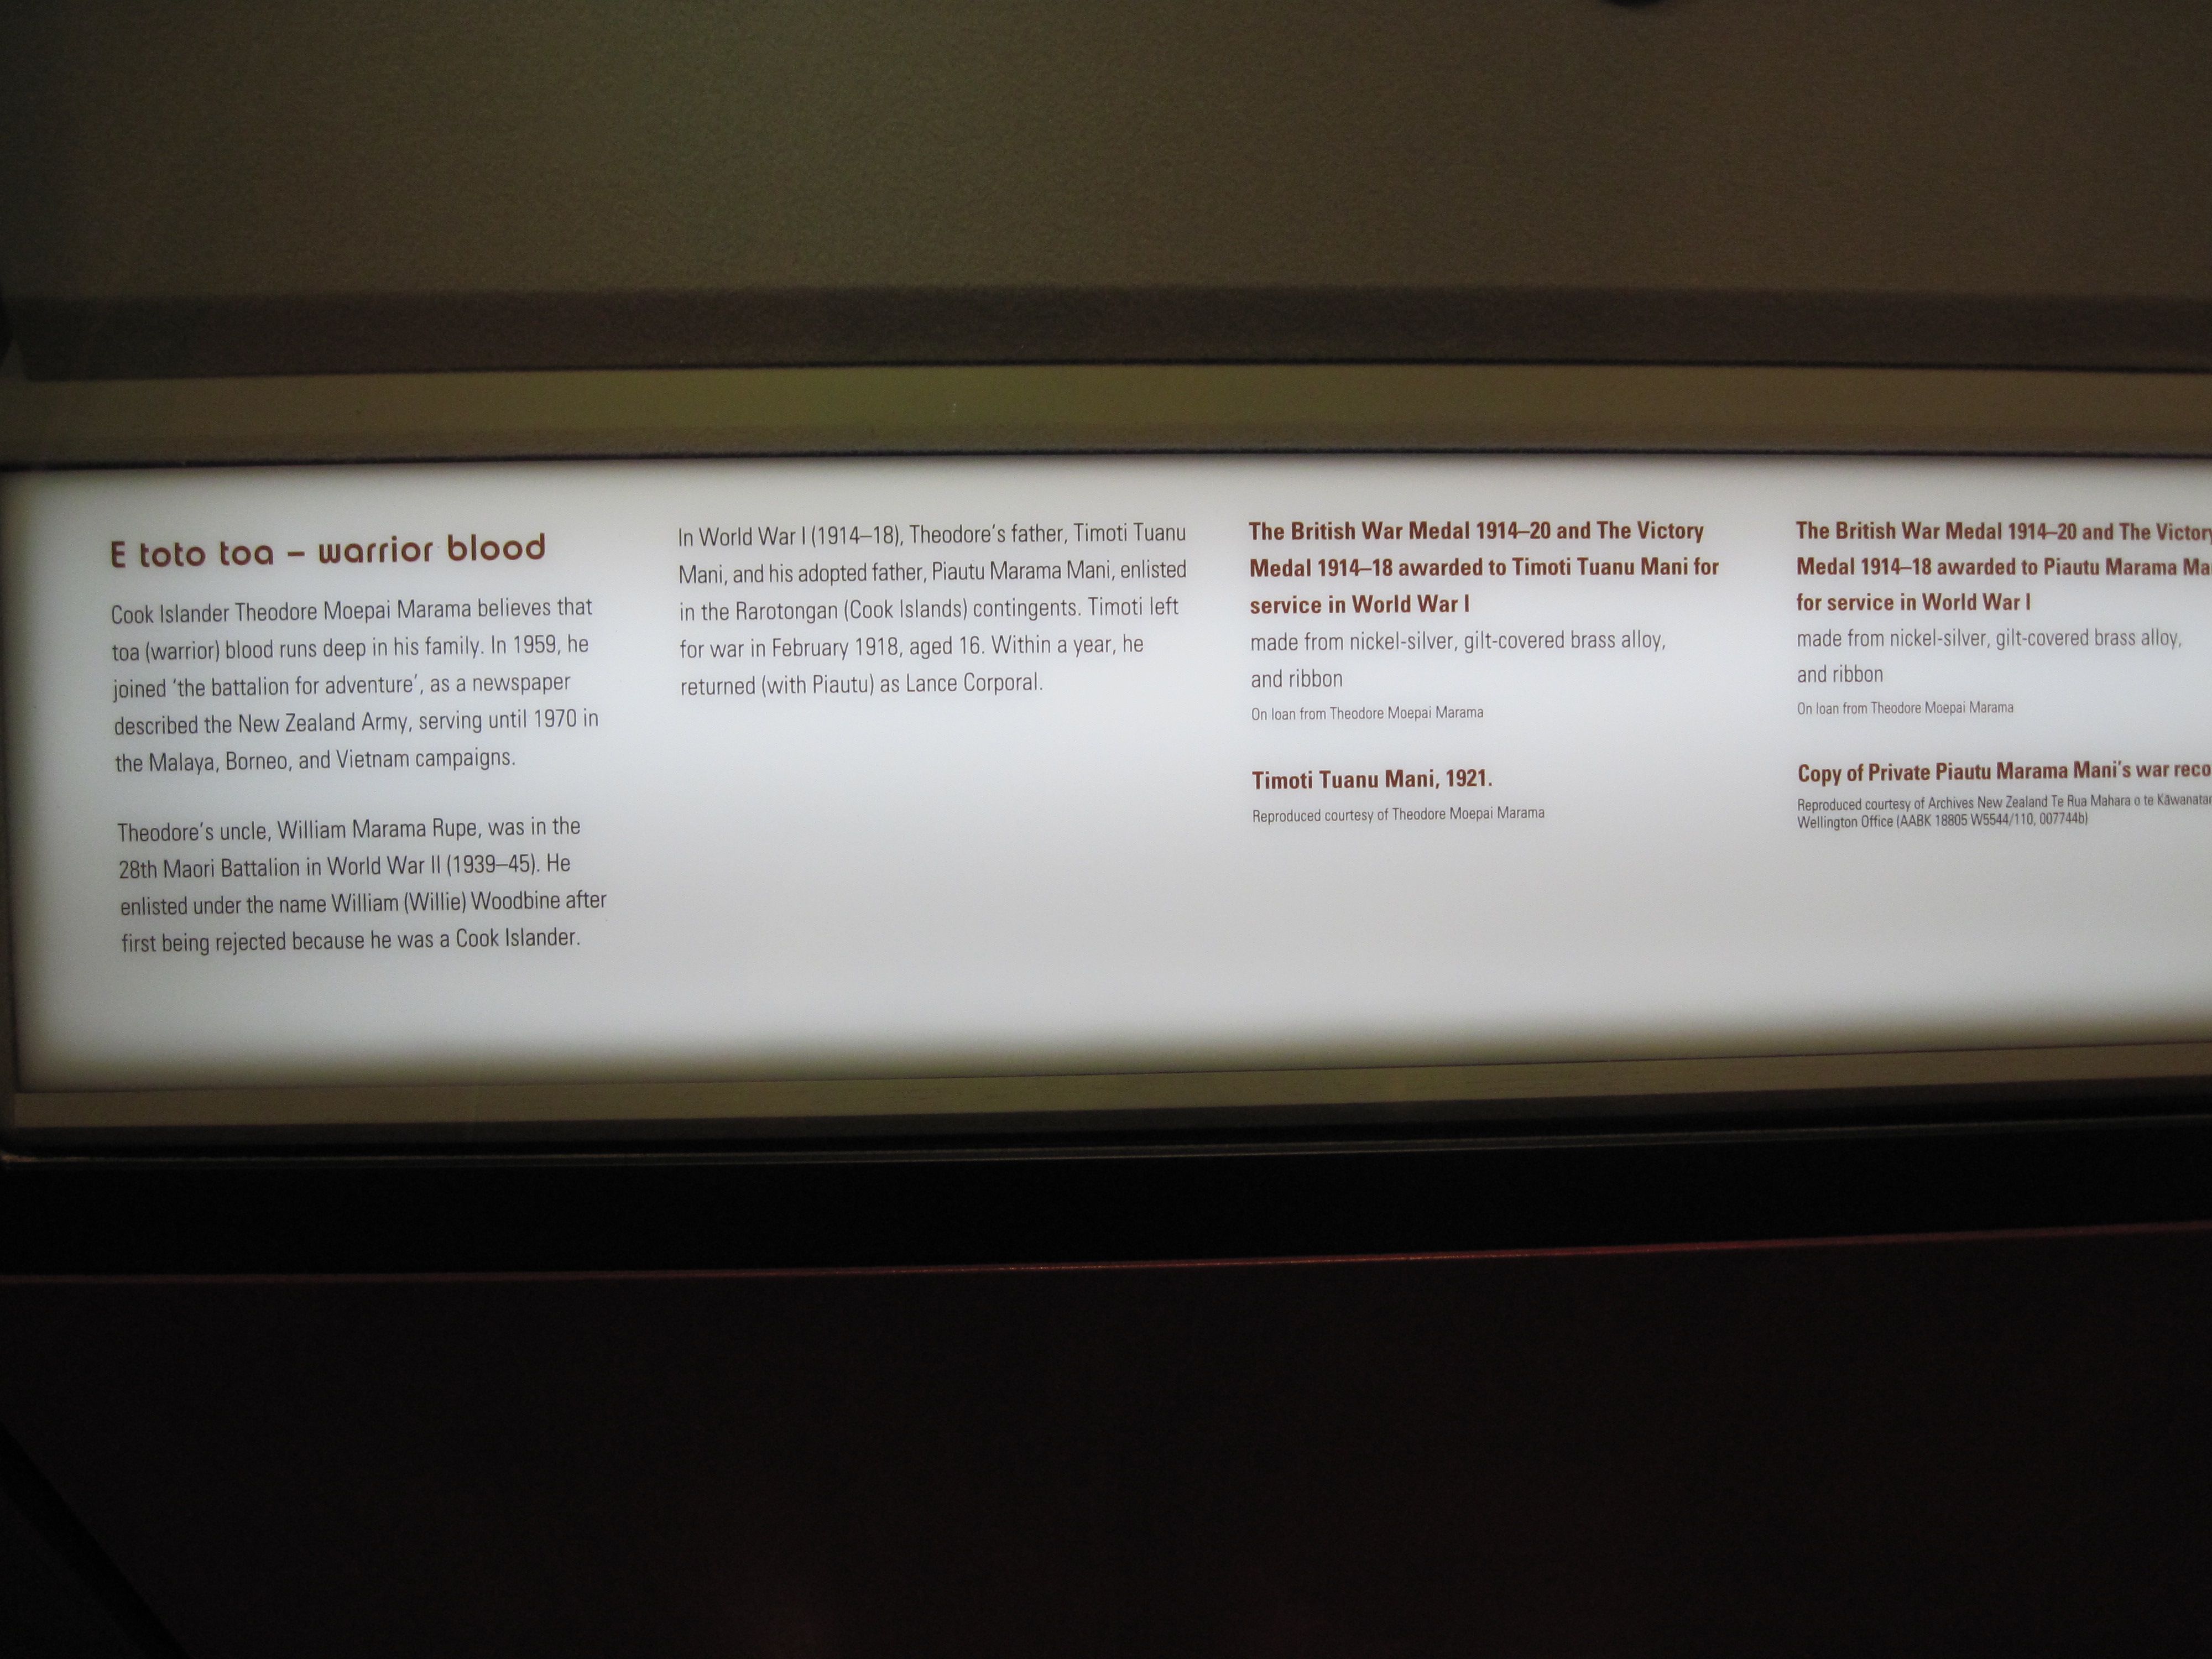 E toto toa – warrior blood
Cook Islander Theodore Moepai Marama believes that
toa (warrior) blood runs deep in his family. In 1959, he
joined 'the battalion for adventure', as a newspaper
described the New Zealand Army, serving until 1970 in
the Malaya, Borneo, and Vietnam campaigns.
Theodore's uncle, William Marama Rupe, was in the
28th Maori Battalion in World War II (1939–45). He
enlisted under the name William (Willie) Woodbine after
first being rejected because he was a Cook Islander.
In World War I (1914–18), Theodore's father, Timoti Tuanu
Mani, and his adopted father, Piautu Marama Mani, enlisted
in the Rarotongan (Cook Islands) contingents. Timoti left
for war in February 1918, aged 16. Within a year, he
returned (with Piautu) as Lance Corporal.
The British War Medal 1914–20 and The Victory
Medal 1914–18 awarded to Timoti Tuanu Mani for
service in World War I
made from nickel-silver, gilt-covered brass alloy,
and ribbon
On loan from Theodore Moepai Marama
Timoti Tuanu Mani, 1921.
Reproduced courtesy of Theodore Moepai Marama
The British War Medal 1914–20 and The Victory
Medal 1914–18 awarded to Piautu Marama
for service in World War I
made from nickel-silver, gilt-covered brass alloy,
and ribbon
On loan from Theodore Moepai Marama
Copy of Private Piautu Marama Mani's war
Reproduced courtesy of Archives New Zealand Te Rua Mahara o te
Wellington Office (AABK 18805 W5544/110, 007744b)